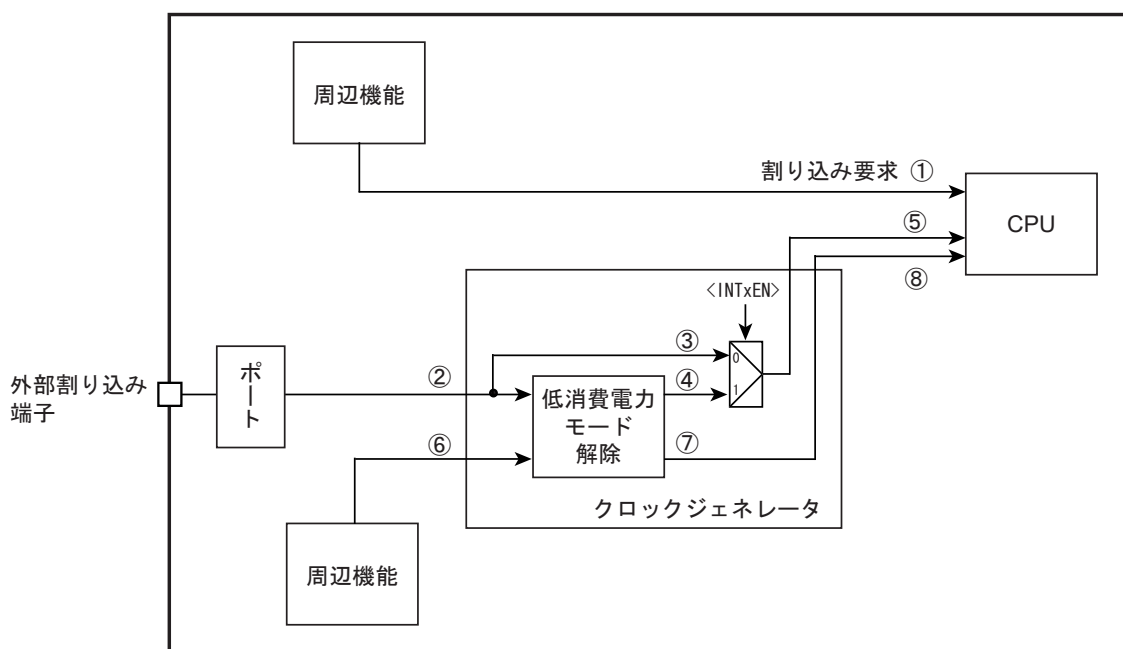 周辺機能
割り込み要求 ①
CPU
⑤
⑧
<INTxEN>
③
0
外部割り込み
端子
ポート
②
④
1
低消費電力
モード
解除
⑥
⑦
クロックジェネレータ
周辺機能